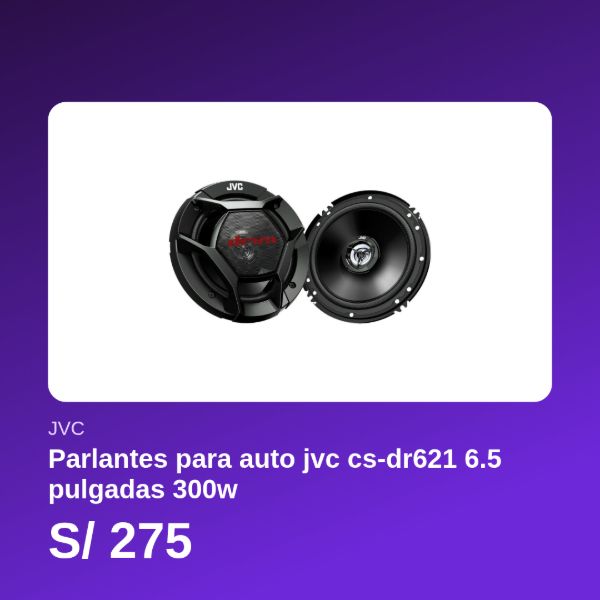 JVC
drvn
JVC
Parlantes para auto jvc cs-dr621 6.5
pulgadas 300w
S/ 275